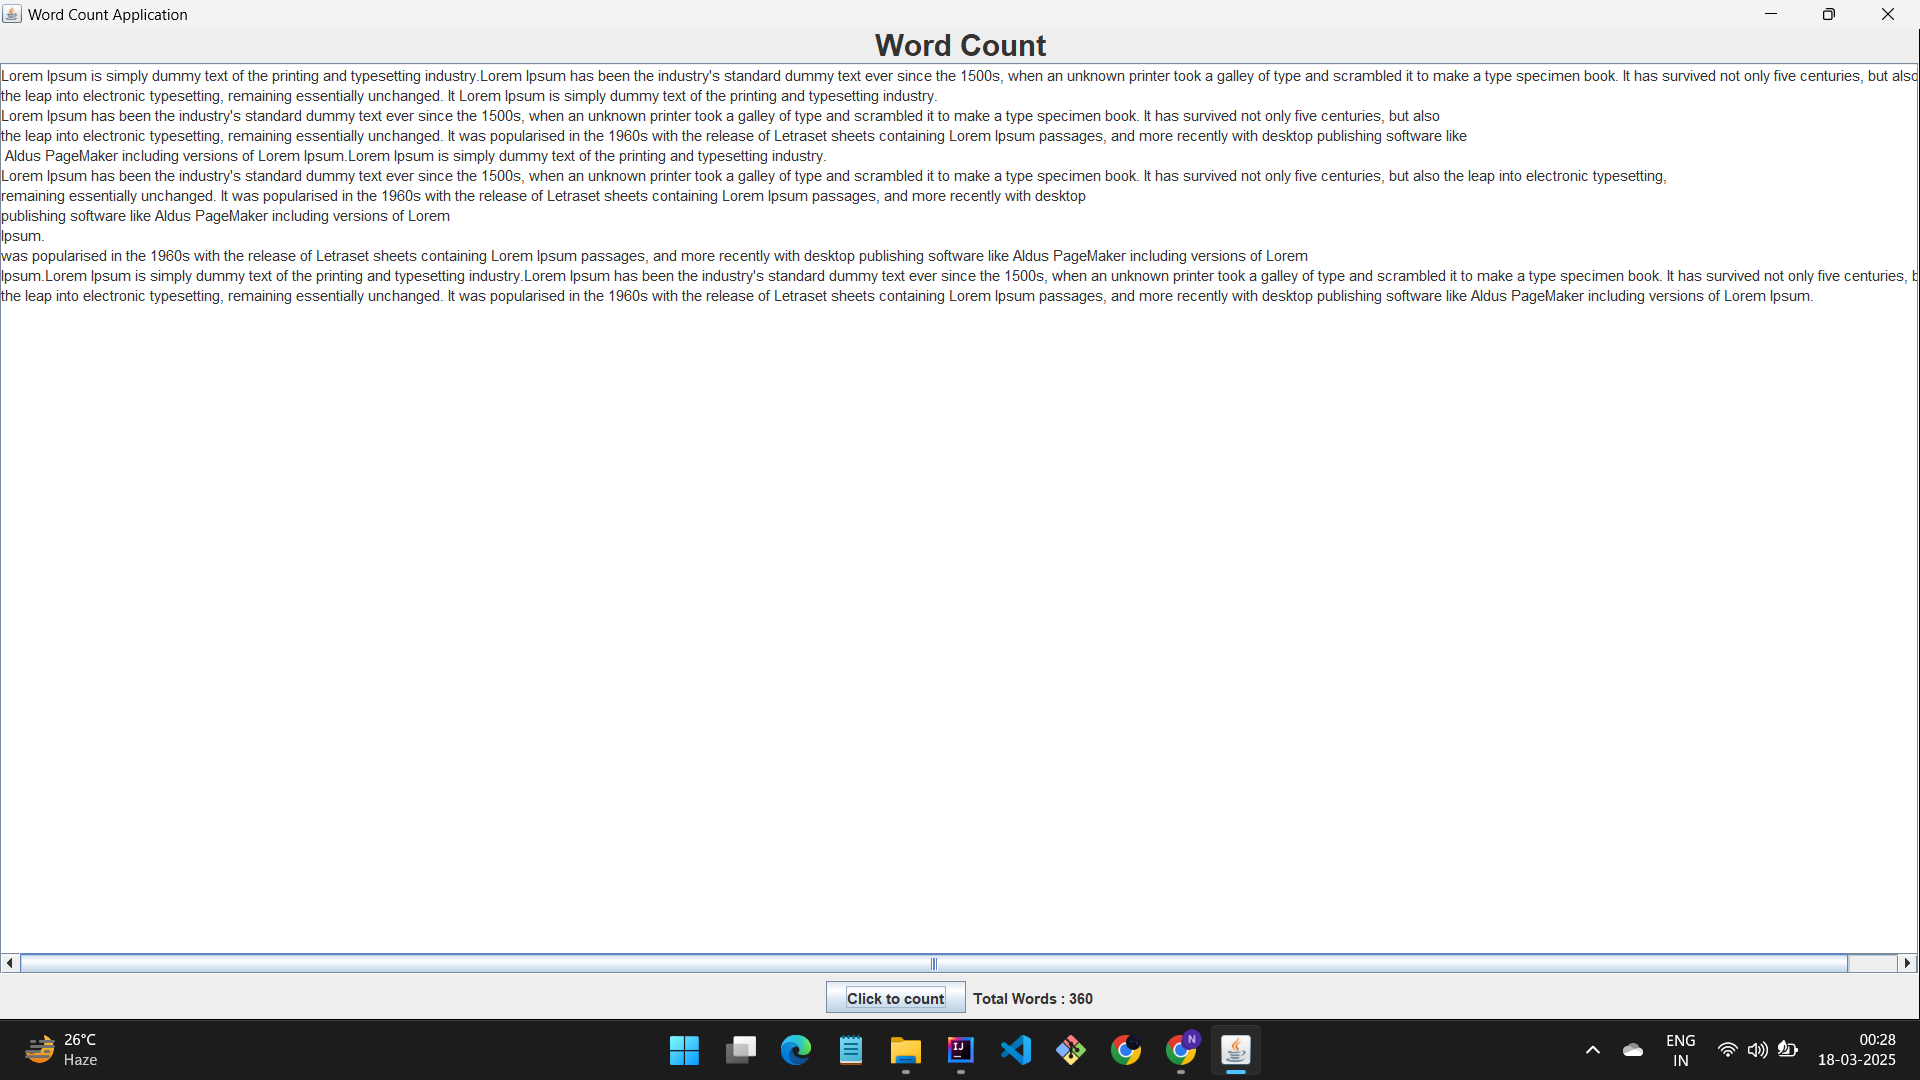 Word Count Application
Word Count
Lorem Ipsum is simply dummy text of the printing and typesetting industry.Lorem Ipsum has been the industry's standard dummy text ever since the 1500s, when an unknown printer took a galley of type and scrambled it to make a type specimen book. It has survived not only five centuries, but also
the leap into electronic typesetting, remaining essentially unchanged. It Lorem Ipsum is simply dummy text of the printing and typesetting industry.
Lorem Ipsum has been the industry's standard dummy text ever since the 1500s, when an unknown printer took a galley of type and scrambled it to make a type specimen book. It has survived not only five centuries, but also
the leap into electronic typesetting, remaining essentially unchanged. It was popularised in the 1960s with the release of Letraset sheets containing Lorem Ipsum passages, and more recently with desktop publishing software like
Aldus PageMaker including versions of Lorem Ipsum.Lorem Ipsum is simply dummy text of the printing and typesetting industry.
Lorem Ipsum has been the industry's standard dummy text ever since the 1500s, when an unknown printer took a galley of type and scrambled it to make a type specimen book. It has survived not only five centuries, but also the leap into electronic typesetting,
remaining essentially unchanged. It was popularised in the 1960s with the release of Letraset sheets containing Lorem Ipsum passages, and more recently with desktop
publishing software like Aldus PageMaker including versions of Lorem
Ipsum.
was popularised in the 1960s with the release of Letraset sheets containing Lorem Ipsum passages, and more recently with desktop publishing software like Aldus PageMaker including versions of Lorem
Ipsum.Lorem Ipsum is simply dummy text of the printing and typesetting industry.Lorem Ipsum has been the industry's standard dummy text ever since the 1500s, when an unknown printer took a galley of type and scrambled it to make a type specimen book. It has survived not only five centuries,
the leap into electronic typesetting, remaining essentially unchanged. It was popularised in the 1960s with the release of Letraset sheets containing Lorem Ipsum passages, and more recently with desktop publishing software like Aldus PageMaker including versions of Lorem Ipsum.
Click to count Total Words : 360
26°C
Haze
IJ
N
ENG
IN
00:28
18-03-2025